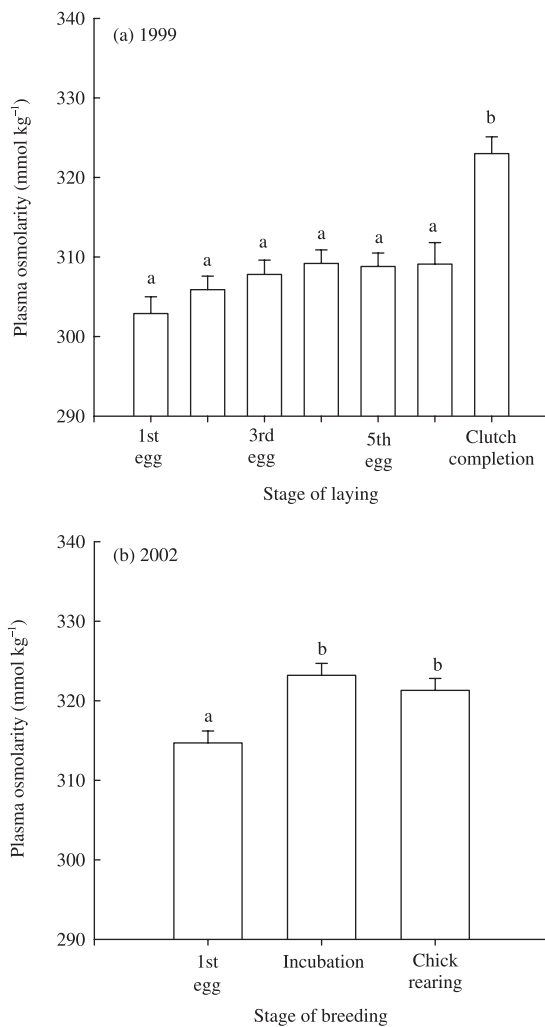 (a) 1999
Plasma osmolarity (mmol kg⁻¹)
340
330
320
310
300
290
a
a
a
a
a
a
b
1st egg
3rd egg
5th egg
Clutch completion
Stage of laying
(b) 2002
Plasma osmolarity (mmol kg⁻¹)
340
330
320
310
300
290
a
b
b
1st egg
Incubation
Chick rearing
Stage of breeding